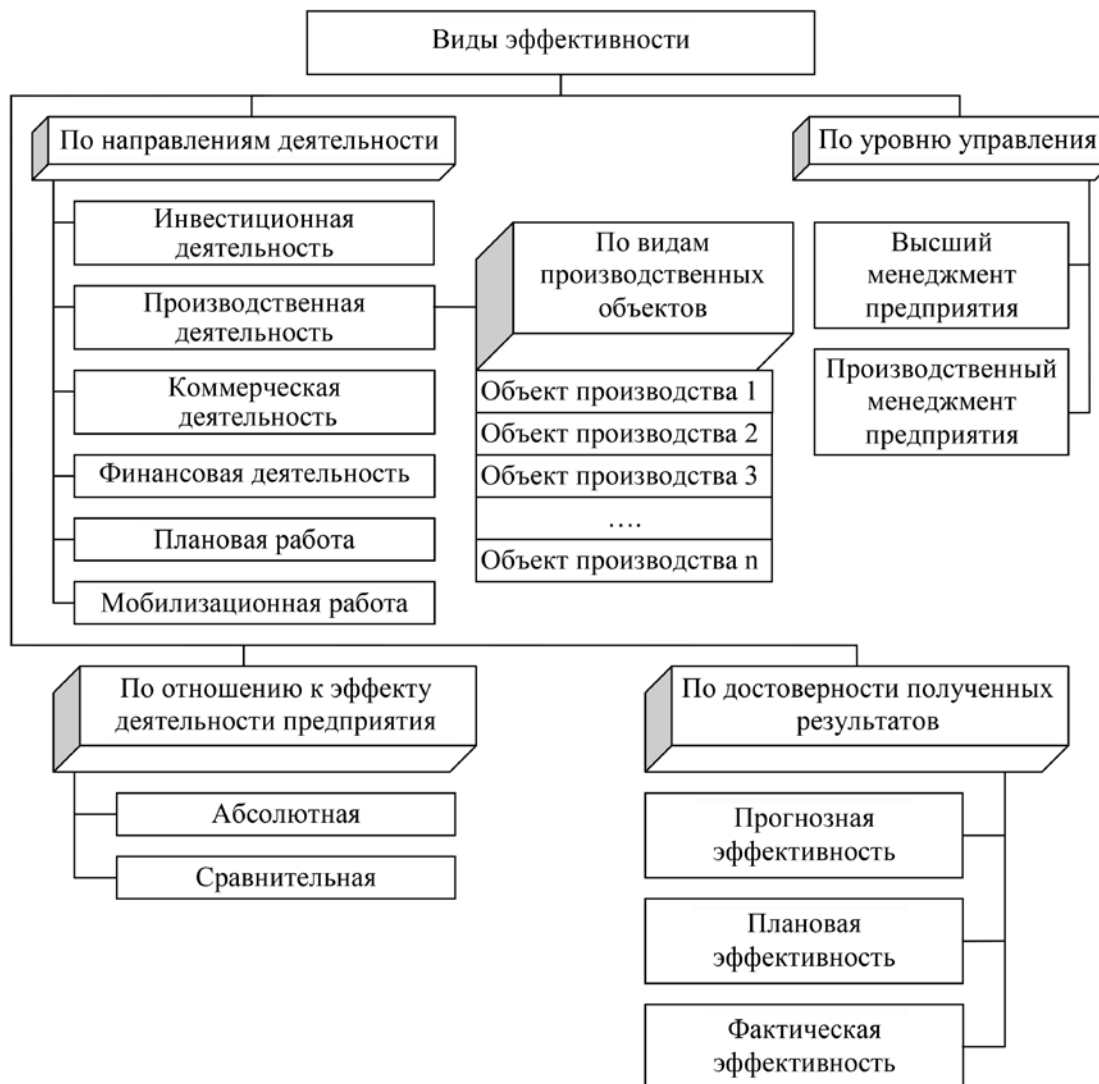 Виды эффективности
По направлениям деятельности
Инвестиционная
деятельность
Производственная
деятельность
Коммерческая
деятельность
Финансовая деятельность
Плановая работа
Мобилизационная работа
По видам
производственных
объектов
Объект производства 1
Объект производства 2
Объект производства 3
….
Объект производства n
По уровню управления
Высший
менеджмент
предприятия
Производственный
менеджмент
предприятия
По отношению к эффекту
деятельности предприятия
Абсолютная
Сравнительная
По достоверности полученных
результатов
Прогнозная
эффективность
Плановая
эффективность
Фактическая
эффективность